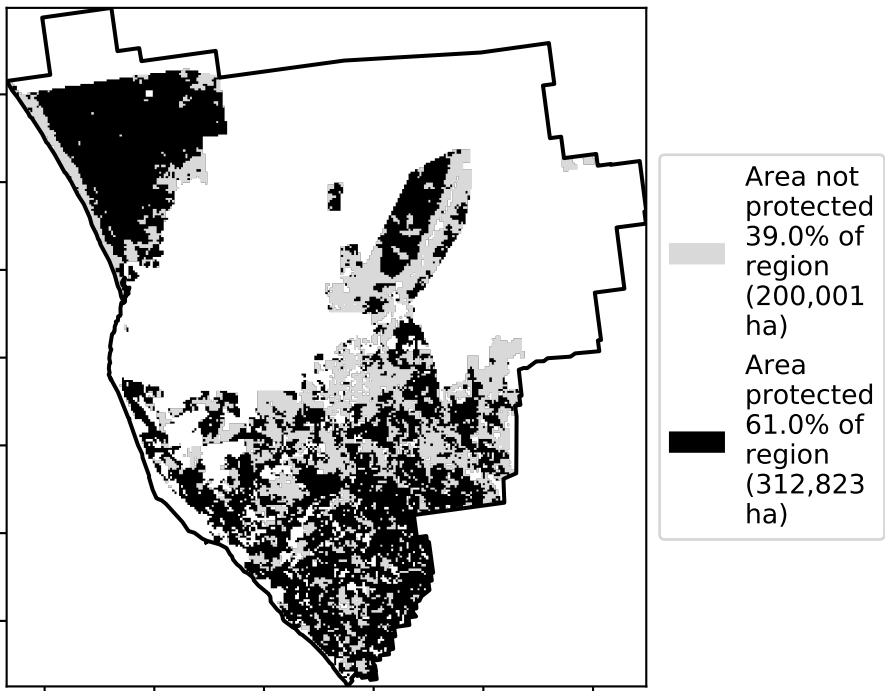 Area not
protected
39.0% of
region
(200,001
ha)
Area
protected
61.0% of
region
(312,823
ha)